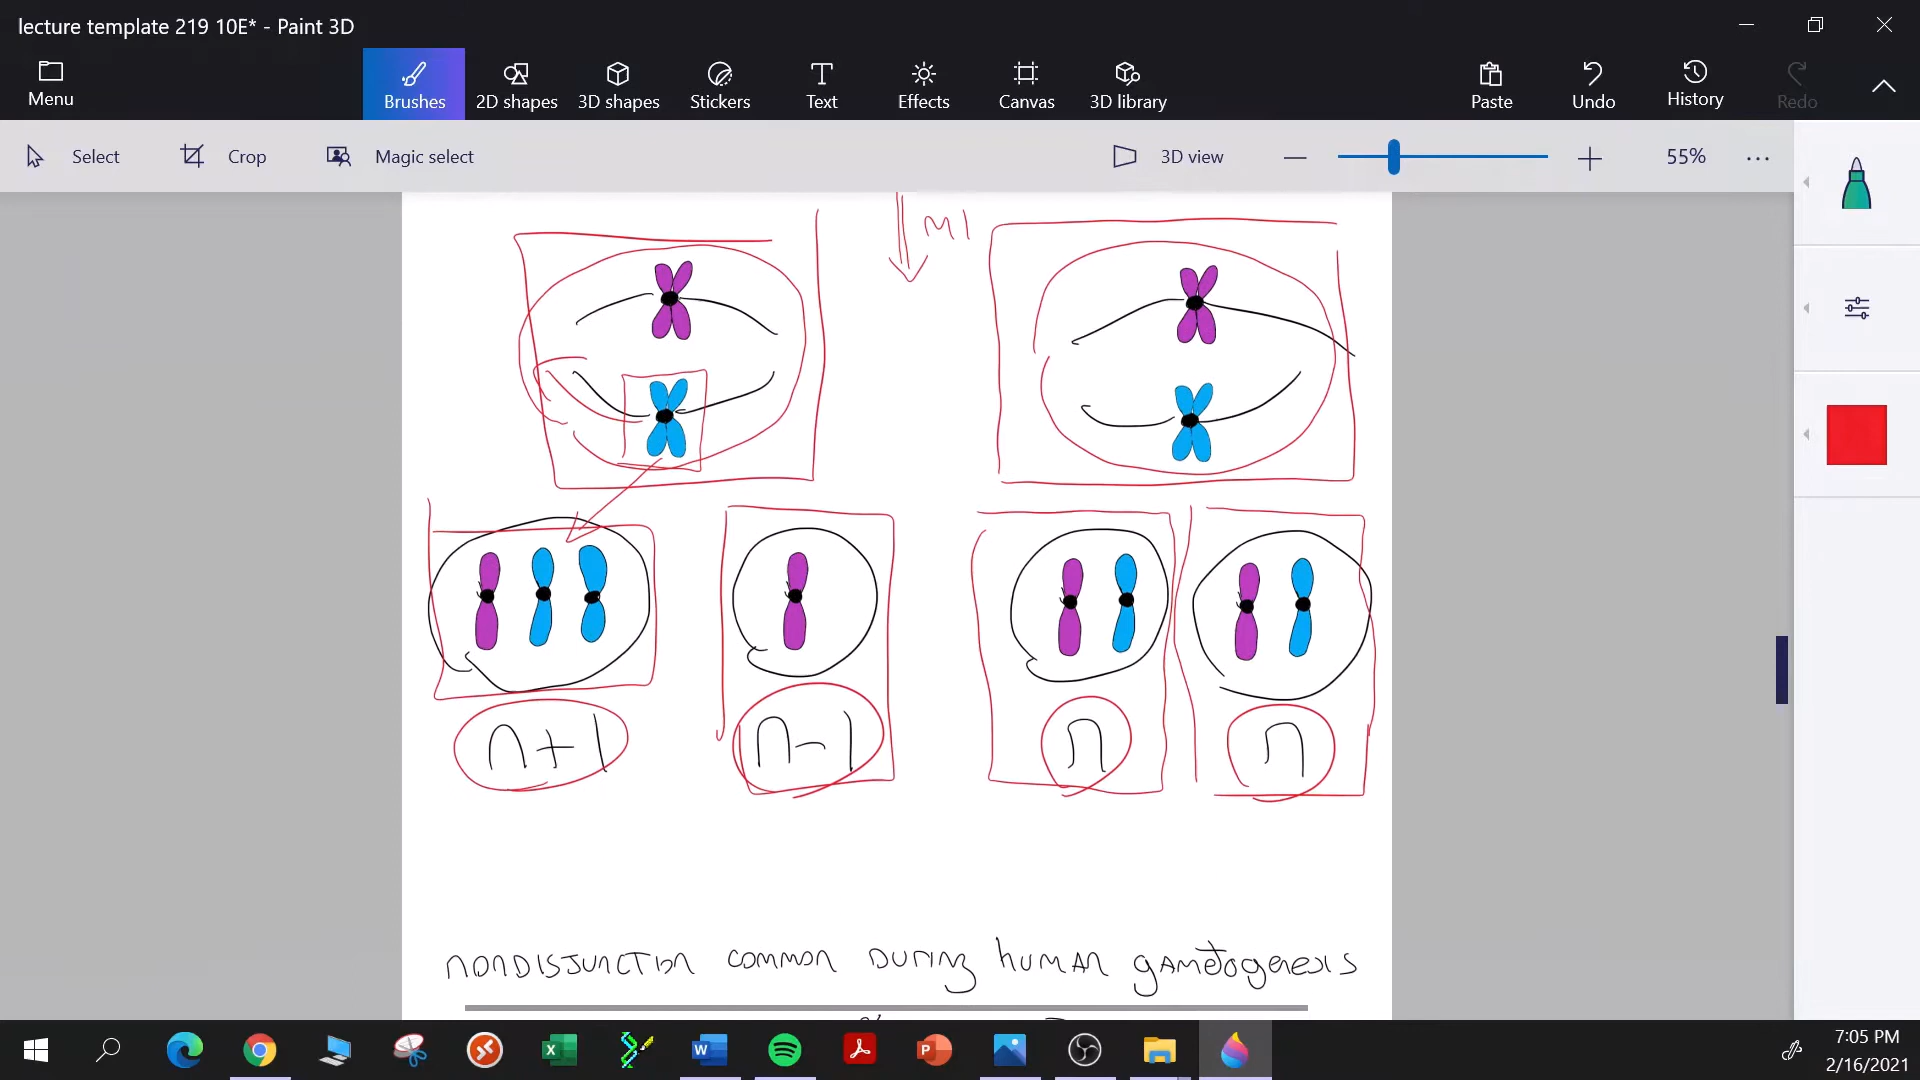 lecture template 219 10E* - Paint 3D
Menu
Brushes 2D shapes 3D shapes Stickers Text Effects Canvas 3D library Paste Undo History Redo
Select Crop Magic select 3D view 55%
M1
n+1 n-1 n n
NONDISJUNCTION COMMON DURING HUMAN gametogenesis
7:05 PM
2/16/2021